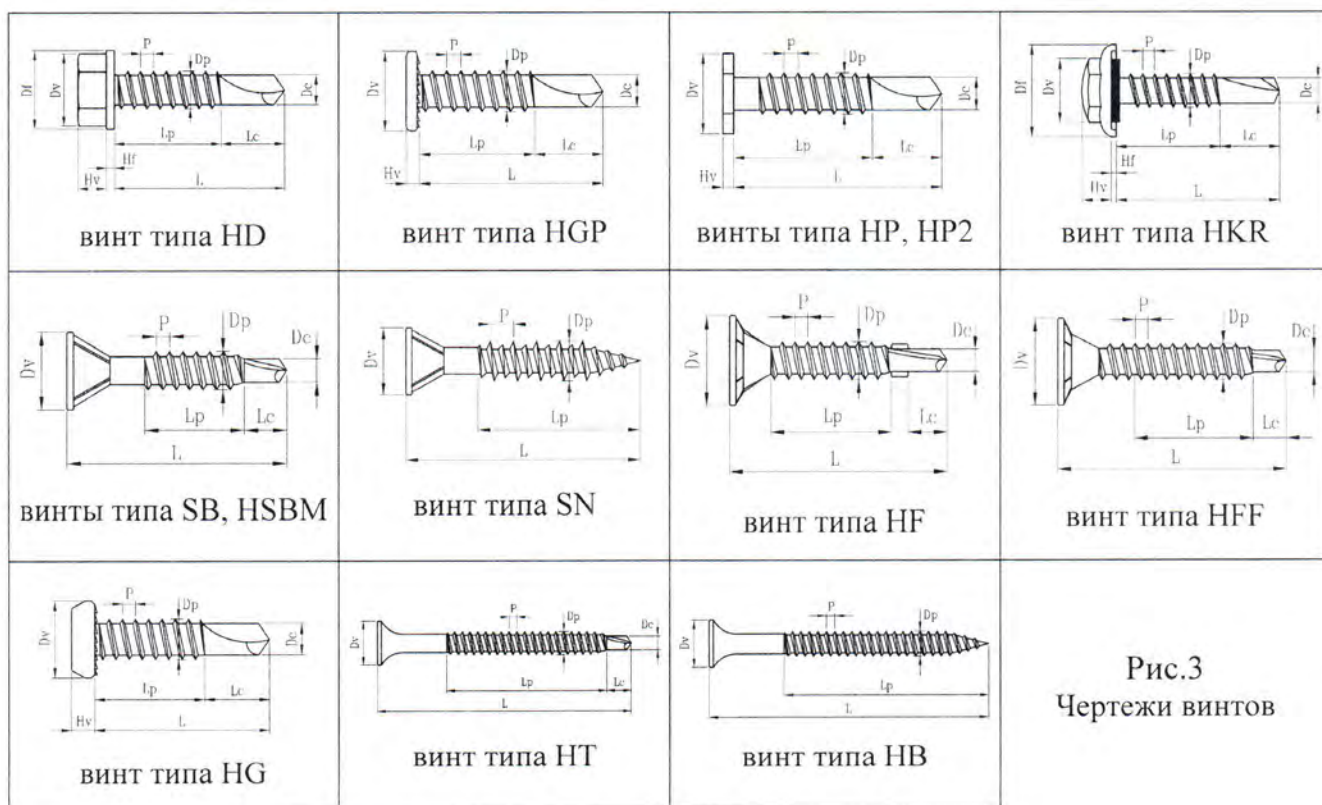 P
Dp
Df
Dv
Dc
Lp
Lc
Hf
Hv
L
винт типа HD
P
Dp
Dv
Dc
Lp
Lc
Hv
L
винт типа HGP
P
Dp
Dv
Dc
Lp
Lc
Hv
L
винты типа HP, HP2
P
Dp
Df
Dv
Dc
Lp
Lc
Hf
Hv
L
винт типа HKR
P
Dp
Dc
Dv
Lp
Lc
L
винты типа SB, HSBM
P
Dp
Dv
Lp
L
винт типа SN
P
Dp
Dc
Dv
Lp
Lc
L
винт типа HF
P
Dp
Dc
Dv
Lp
Lc
L
винт типа HFF
P
Dp
Dv
Dc
Lp
Lc
Hv
L
винт типа HG
P
Dp
Dc
Dv
Lp
Lc
L
винт типа HT
P
Dp
Dv
Lp
L
винт типа HB
Рис.3
Чертежи винтов